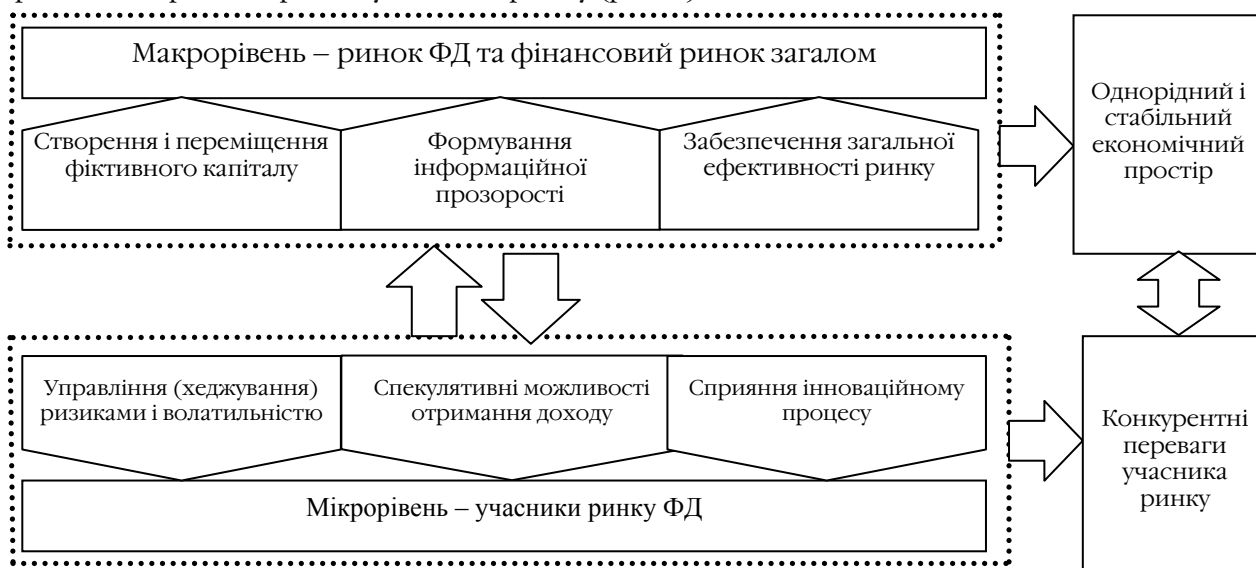 Макрорівень – ринок ФД та фінансовий ринок загалом
Створення і переміщення
фіктивного капіталу
Формування
інформаційної
прозорості
Забезпечення загальної
ефективності ринку
Однорідний і
стабільний
економічний
простір
Управління (хеджування)
ризиками і волатильністю
Спекулятивні можливості
отримання доходу
Сприяння інноваційному
процесу
Мікрорівень – учасники ринку ФД
Конкурентні
переваги
учасника
ринку